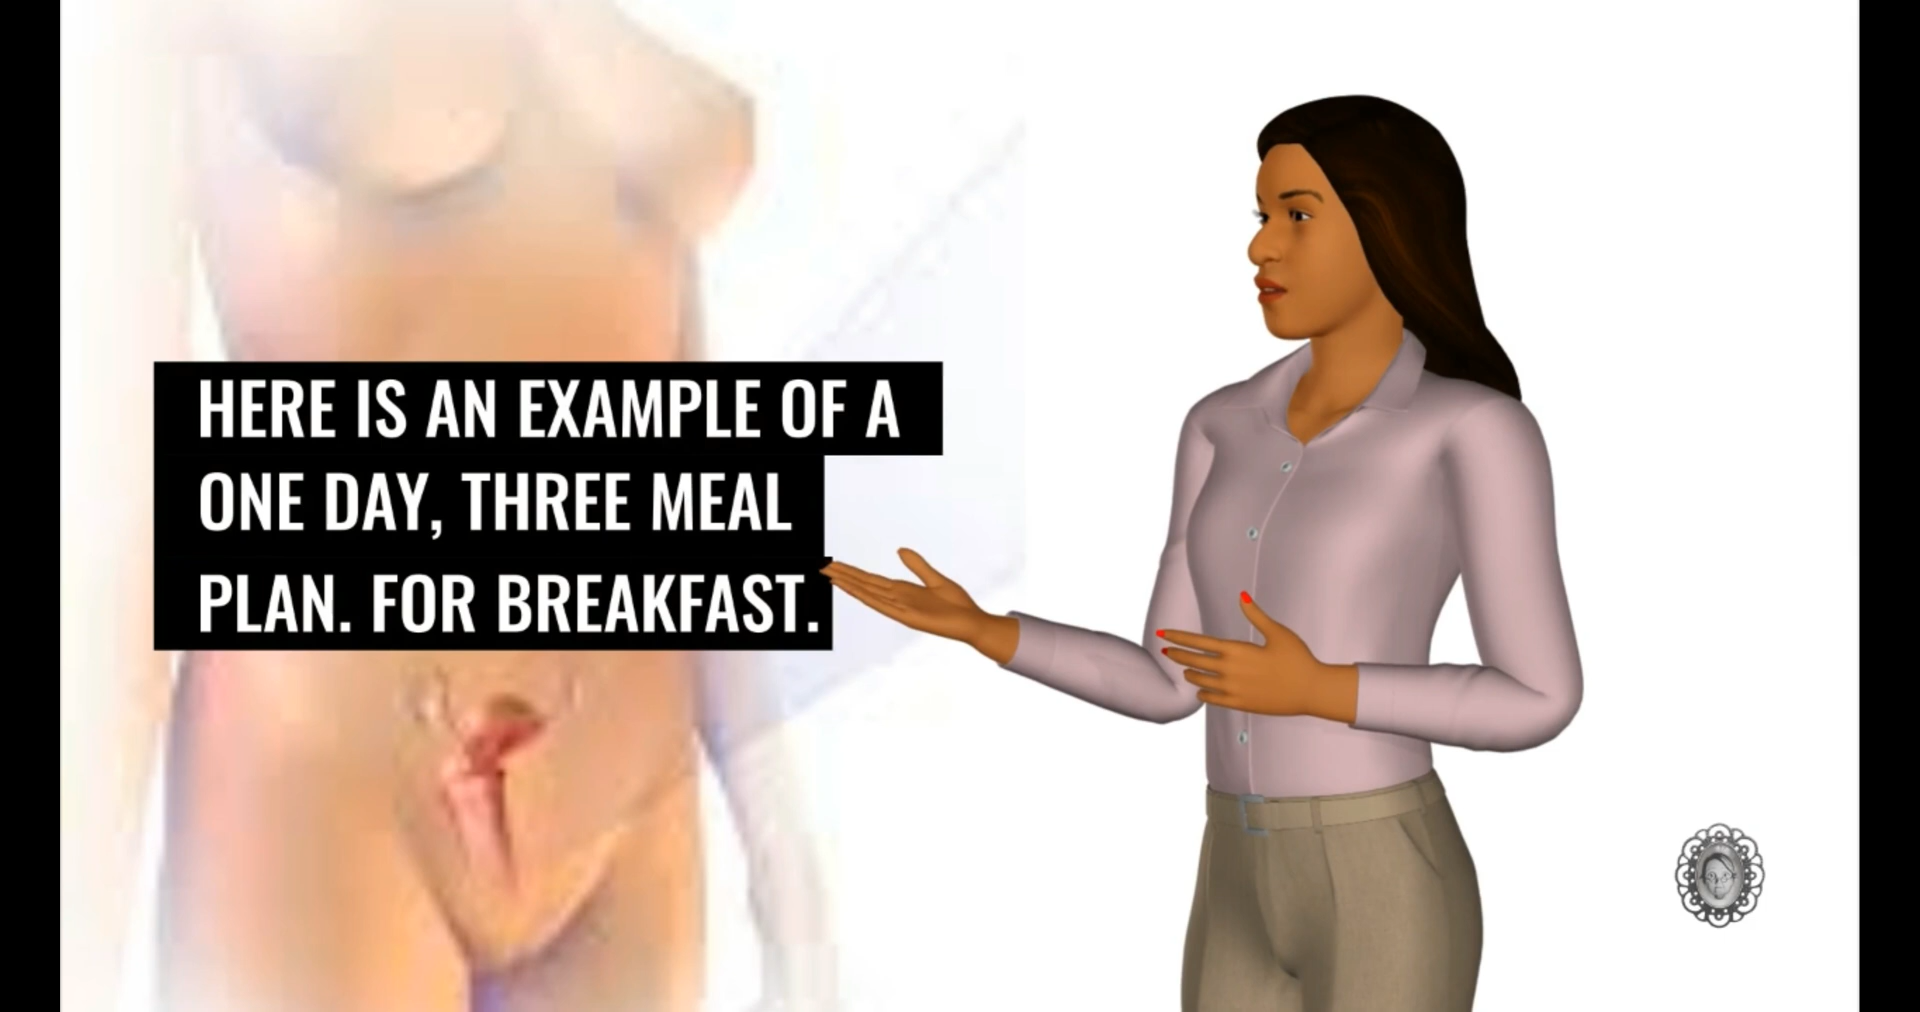 HERE IS AN EXAMPLE OF A
ONE DAY, THREE MEAL
PLAN. FOR BREAKFAST.